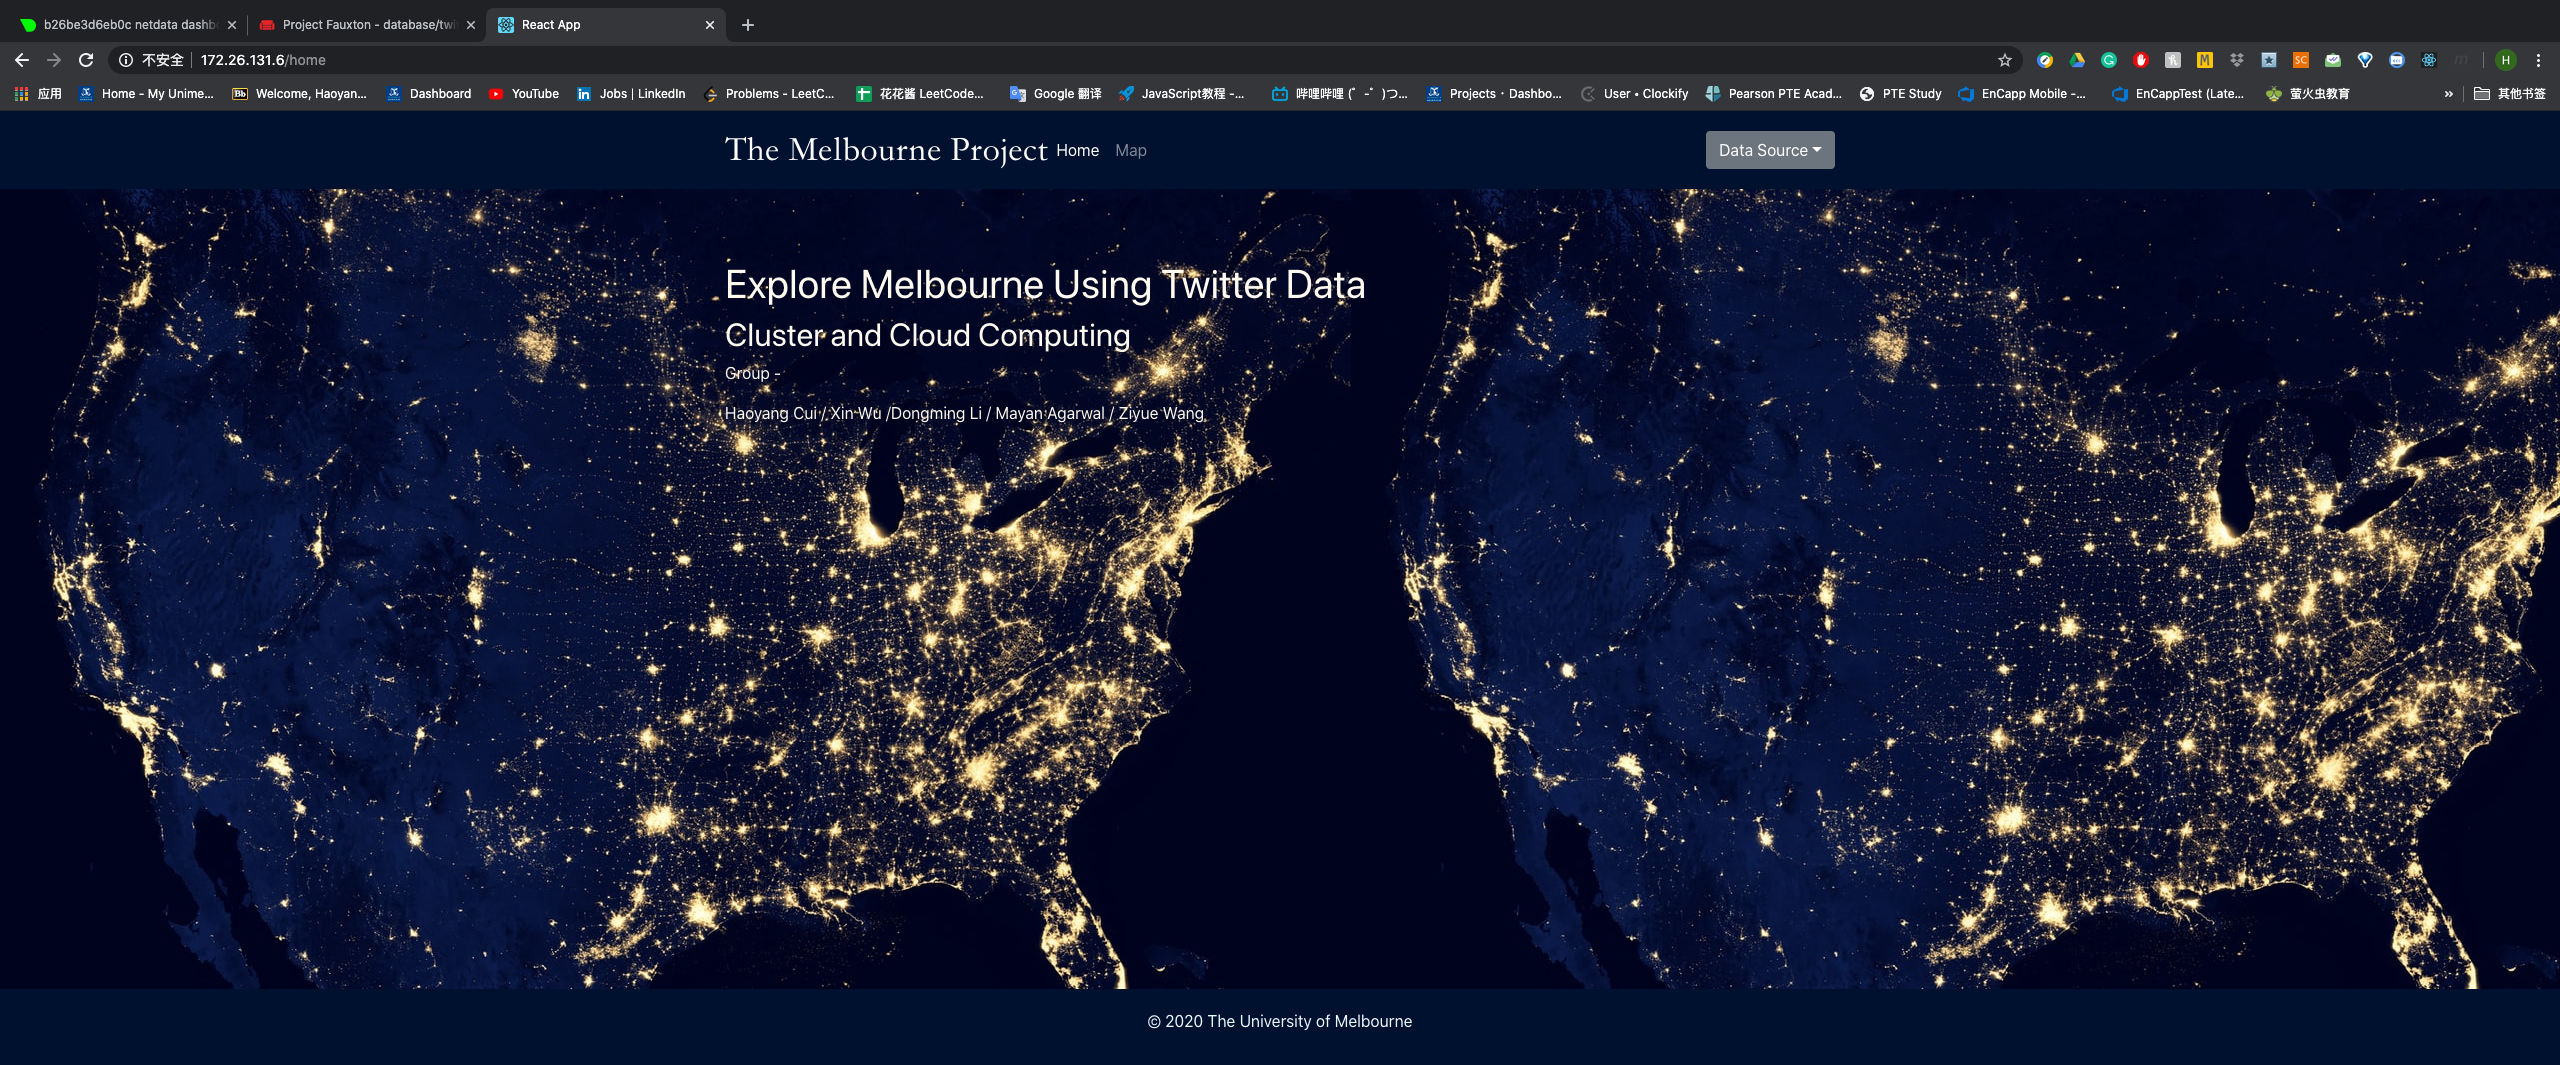 b26be3d6eb0c netdata dashb
Project Fauxton - database/twi
React App
不安全 172.26.131.6/home
应用 Home - My Unime... Welcome, Haoyan... Dashboard YouTube Jobs | LinkedIn Problems - LeetC... 花花酱 LeetCode... Google 翻译 JavaScript教程 -... 哔哩哔哩 (゜-゜)つ... Projects · Dashbo... User • Clockify Pearson PTE Acad... PTE Study EnCapp Mobile -... EnCappTest (Late... 萤火虫教育 » 其他书签
The Melbourne Project Home Map Data Source
Explore Melbourne Using Twitter Data
Cluster and Cloud Computing
Group -
Haoyang Cui / Xin Wu /Dongming Li / Mayan Agarwal / Ziyue Wang
© 2020 The University of Melbourne